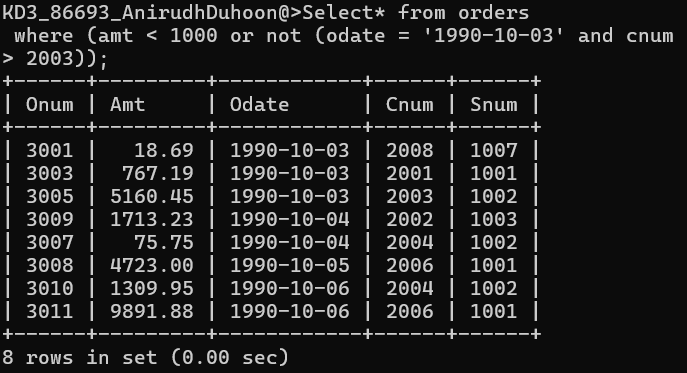 KD3_86693_AnirudhDuhoon@>Select* from orders
 where (amt < 1000 or not (odate = '1990-10-03' and cnum
> 2003));
+------+---------+------------+------+------+
| Onum | Amt     | Odate      | Cnum | Snum |
+------+---------+------------+------+------+
| 3001 |   18.69 | 1990-10-03 | 2008 | 1007 |
| 3003 |  767.19 | 1990-10-03 | 2001 | 1001 |
| 3005 | 5160.45 | 1990-10-03 | 2003 | 1002 |
| 3009 | 1713.23 | 1990-10-04 | 2002 | 1003 |
| 3007 |   75.75 | 1990-10-04 | 2004 | 1002 |
| 3008 | 4723.00 | 1990-10-05 | 2006 | 1001 |
| 3010 | 1309.95 | 1990-10-06 | 2004 | 1002 |
| 3011 | 9891.88 | 1990-10-06 | 2006 | 1001 |
+------+---------+------------+------+------+
8 rows in set (0.00 sec)